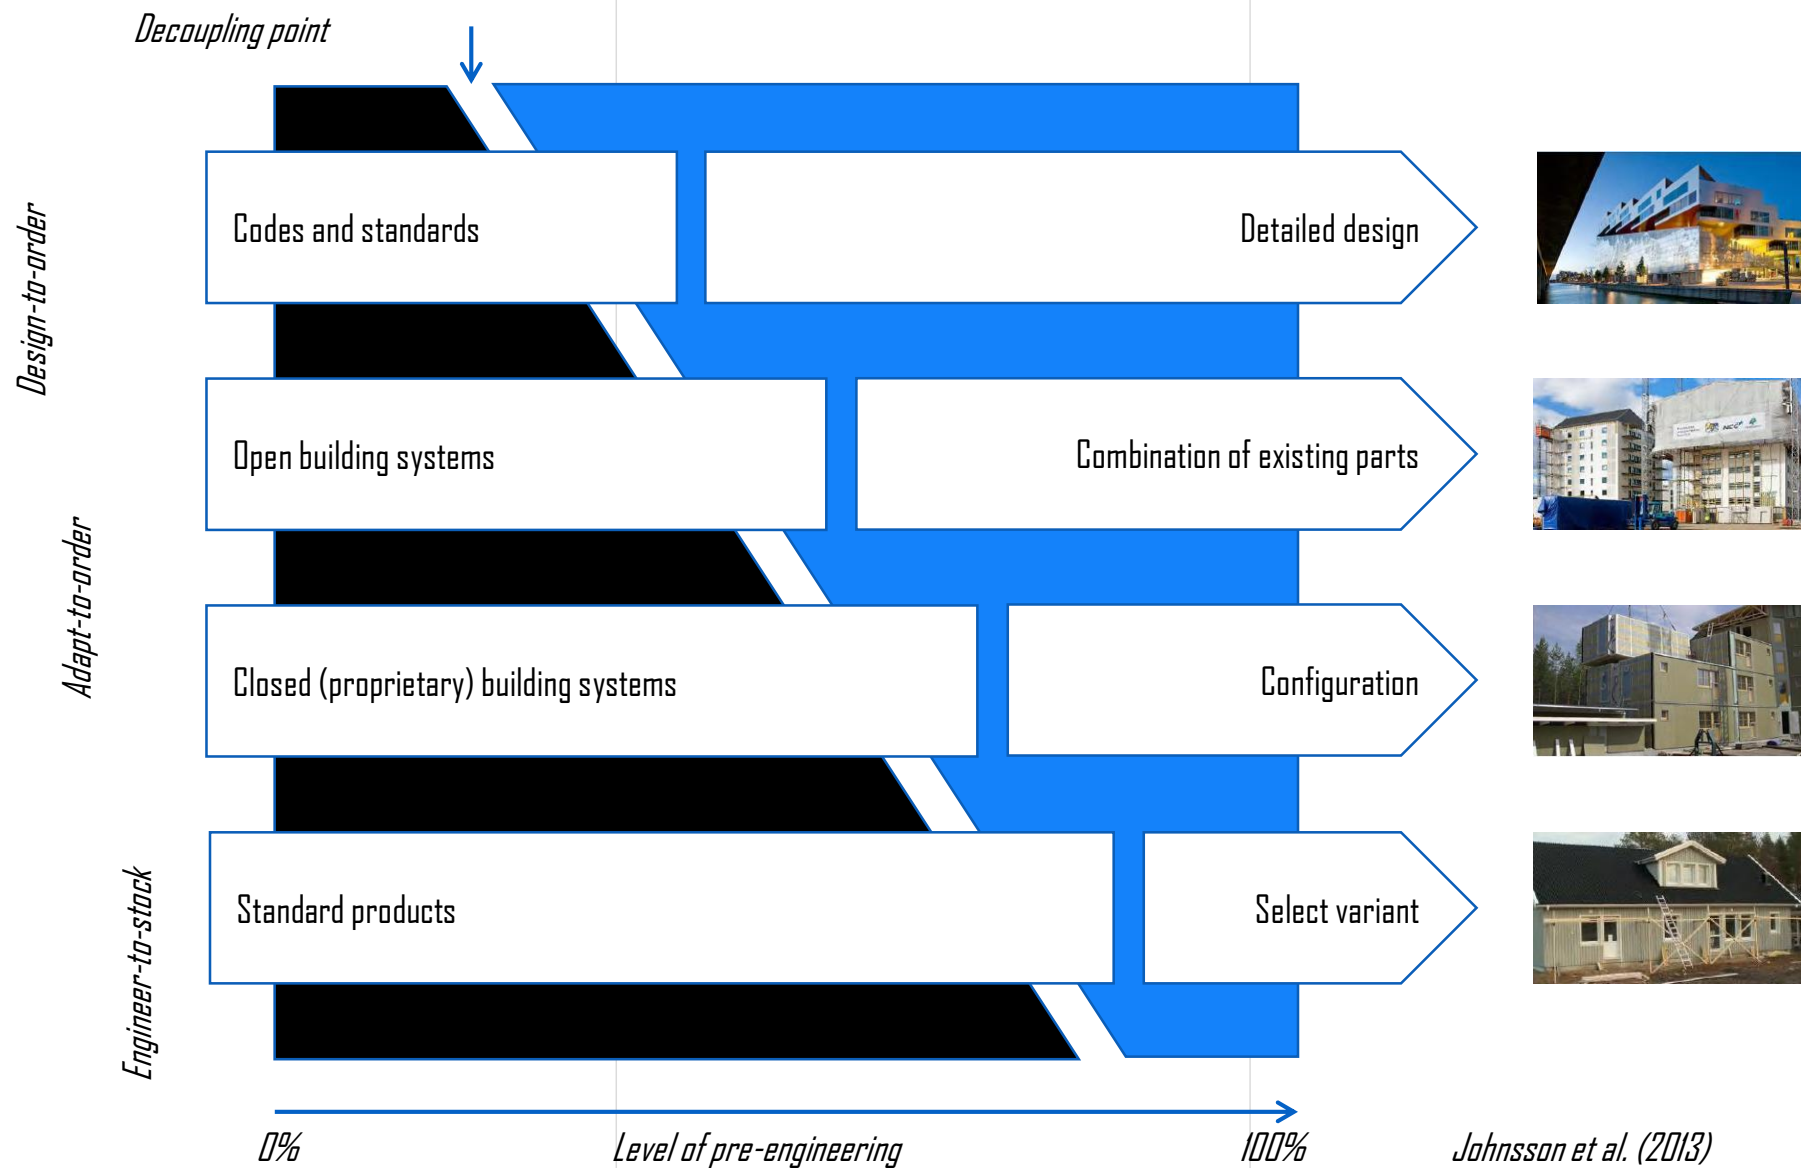 Decoupling point
Design-to-order
Codes and standards
Detailed design
Open building systems
Combination of existing parts
Adapt-to-order
Closed (proprietary) building systems
Configuration
Engineer-to-stock
Standard products
Select variant
0%
Level of pre-engineering
100%
Johnsson et al. (2013)